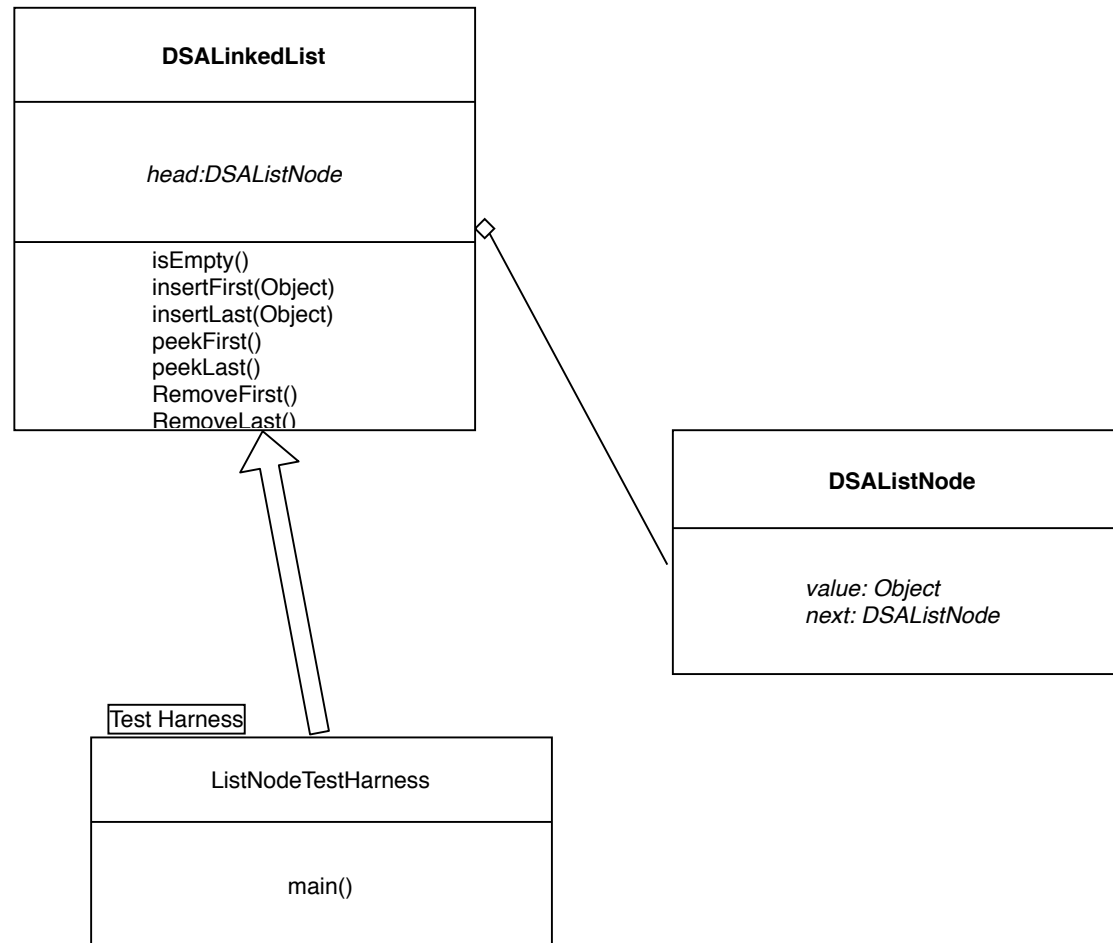 DSALinkedList
head:DSAListNode
isEmpty()
insertFirst(Object)
insertLast(Object)
peekFirst()
peekLast()
RemoveFirst()
RemoveLast()
DSAListNode
value: Object
next: DSAListNode
Test Harness
ListNodeTestHarness
main()